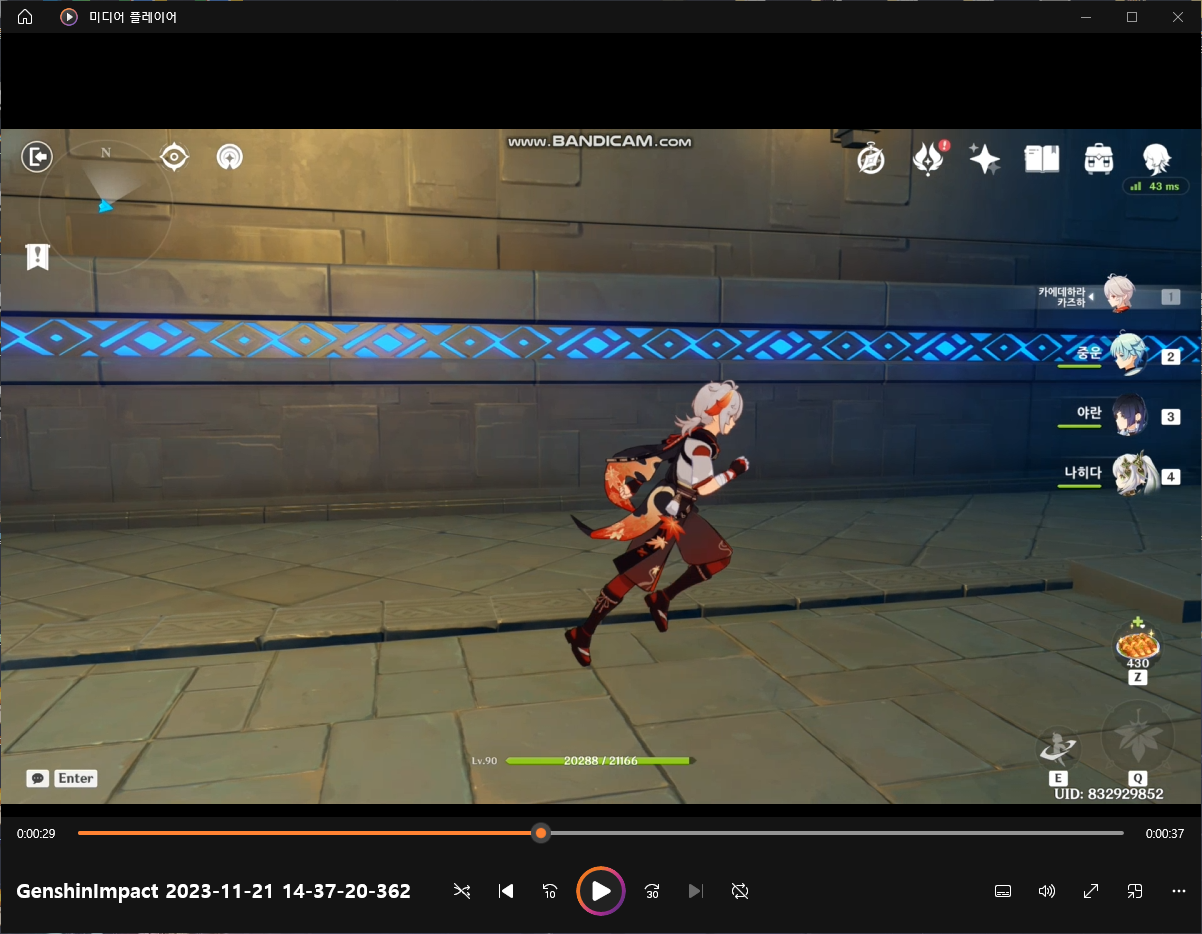 미디어 플레이어
www.BANDICAM.com
N
43 ms
카에데하라
카즈하
1
중운
2
야란
3
나히다
4
430
Z
Lv.90
20288 / 21166
Enter
E
Q
UID: 832929852
0:00:29
0:00:37
GenshinImpact 2023-11-21 14-37-20-362
10
30